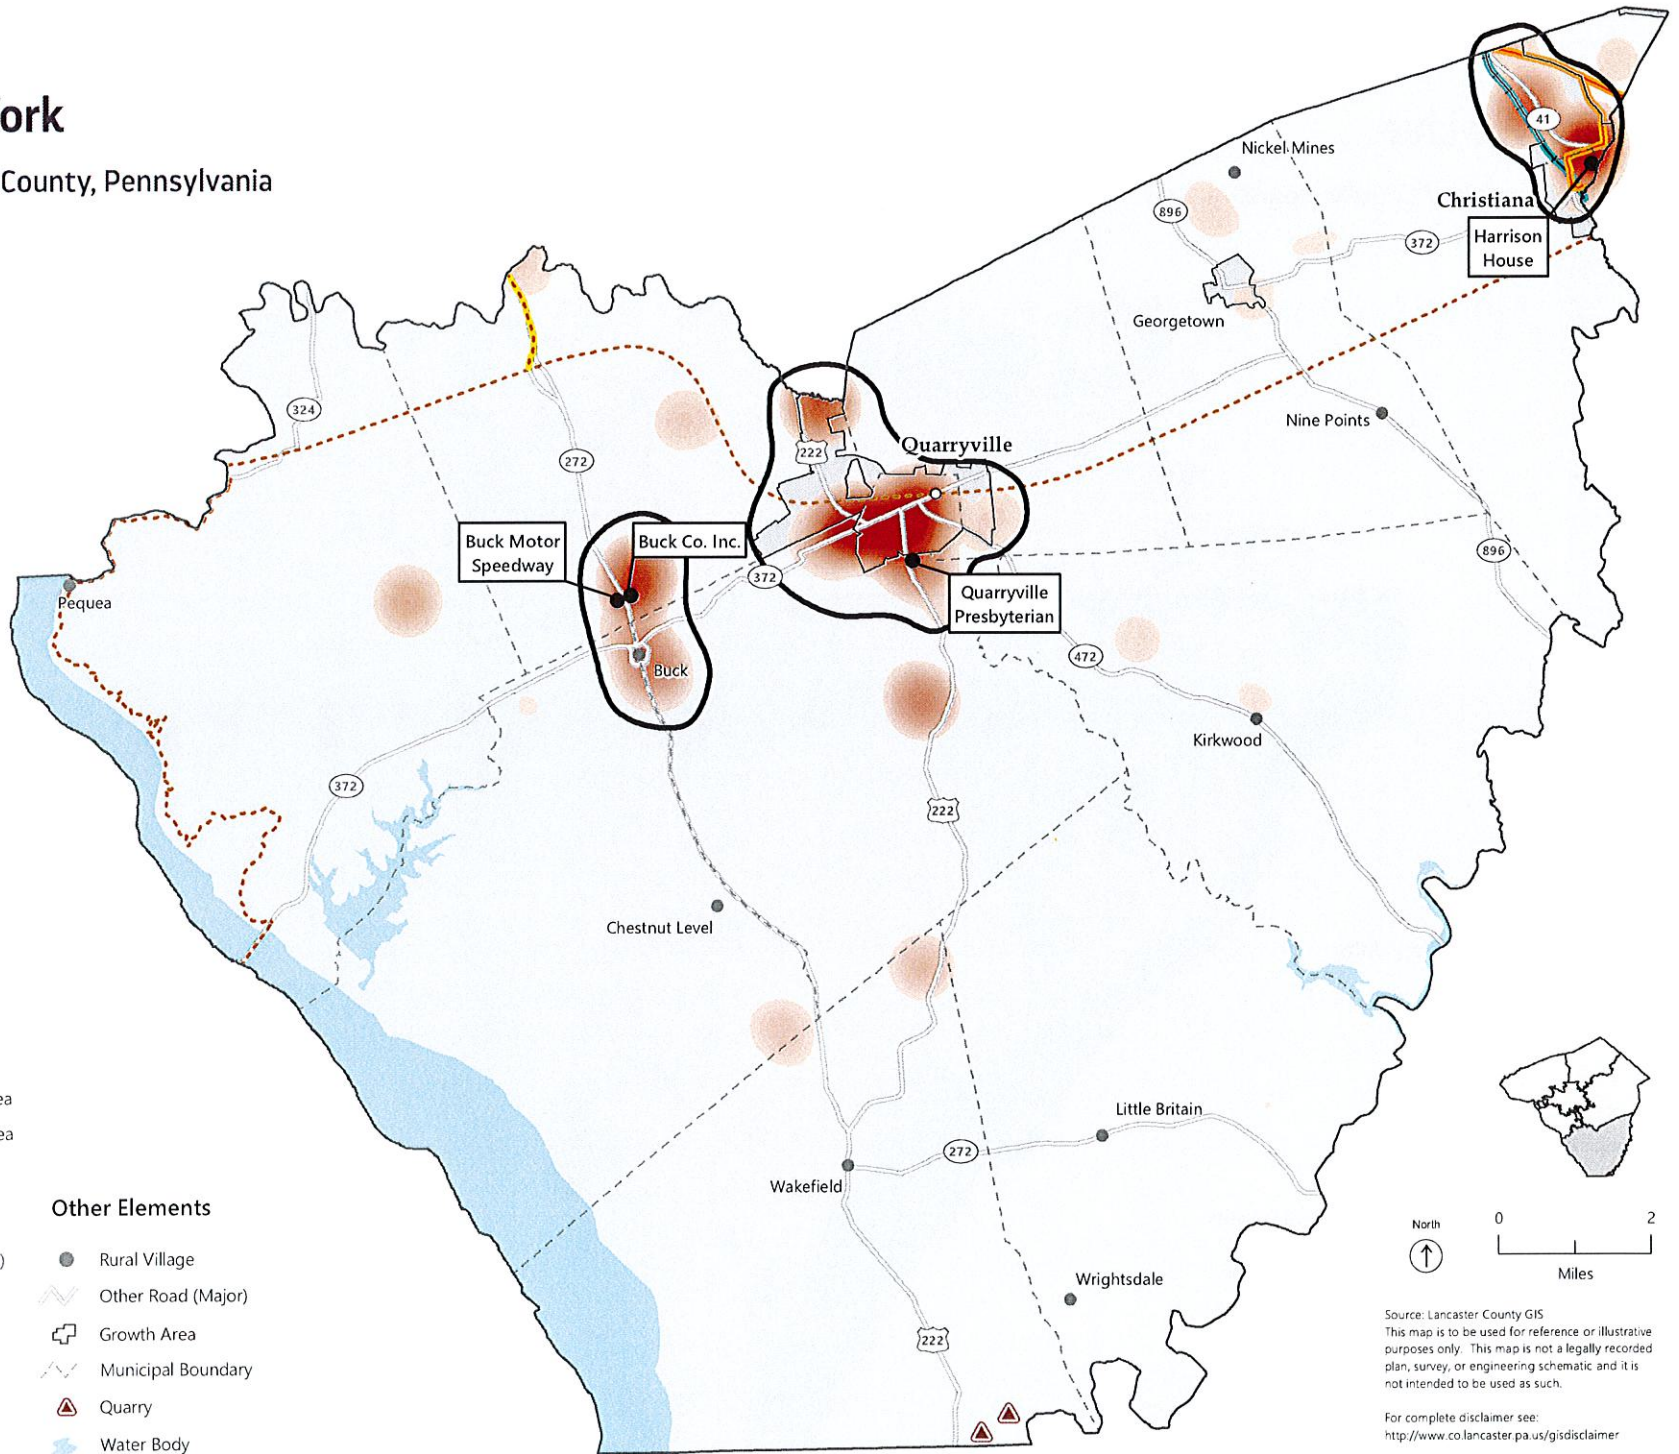 ork
County, Pennsylvania
41
Nickel Mines
896
Christiana
372
Harrison
House
Georgetown
324
Nine Points
222
Quarryville
272
Buck Motor
Speedway
Buck Co. Inc.
896
372
Pequea
Quarryville
Presbyterian
472
Buck
Kirkwood
372
222
Chestnut Level
ea
Little Britain
ea
272
Wakefield
Other Elements
)
Rural Village
Other Road (Major)
Growth Area
Municipal Boundary
Quarry
Water Body
Wrightsdale
222
North
0 2
Miles
Source: Lancaster County GIS
This map is to be used for reference or illustrative
purposes only. This map is not a legally recorded
plan, survey, or engineering schematic and it is
not intended to be used as such.
For complete disclaimer see:
http://www.co.lancaster.pa.us/gisdisclaimer